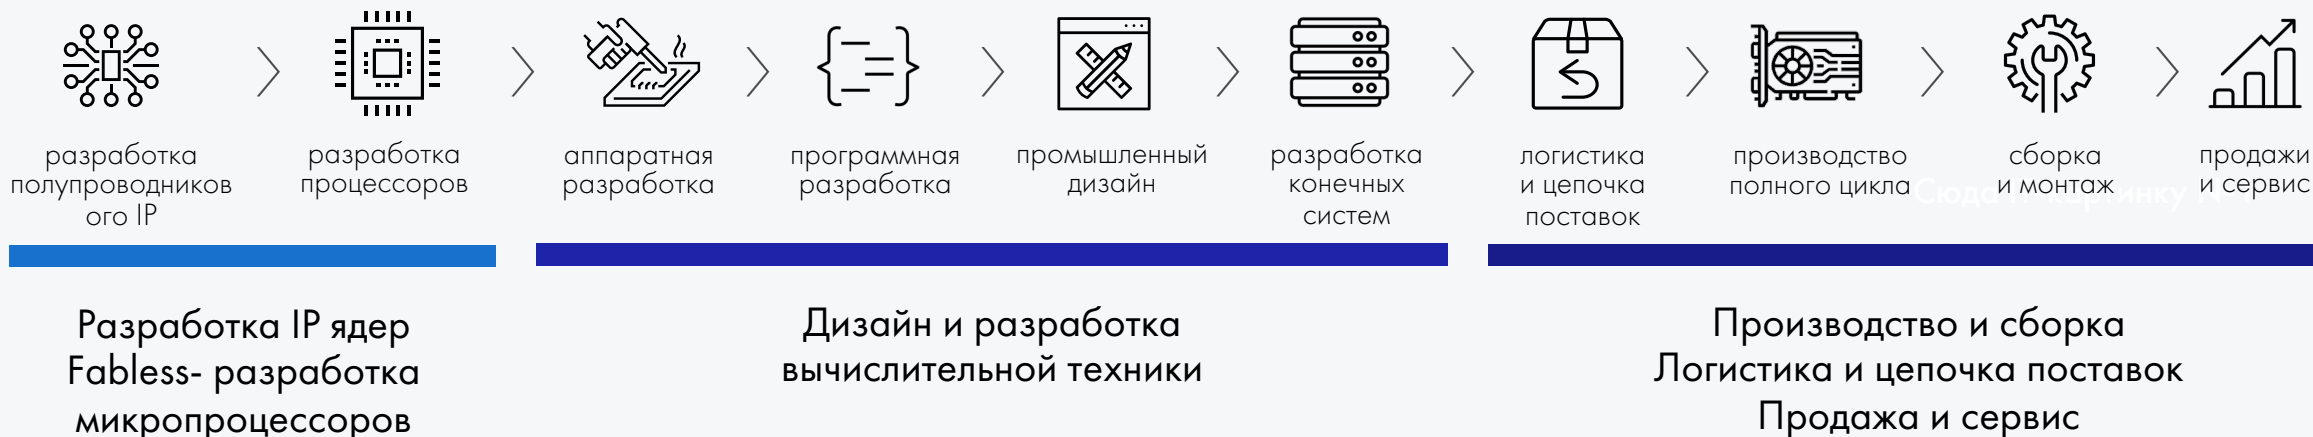 разработка
полупроводников
ого IP
разработка
процессоров
аппаратная
разработка
программная
разработка
промышленный
дизайн
разработка
конечных
систем
логистика
и цепочка
поставок
производство
полного цикла
сборка
и монтаж
продажи
и сервис
Сюда
Разработка IP ядер
Fabless- разработка
микропроцессоров
Дизайн и разработка
вычислительной техники
Производство и сборка
Логистика и цепочка поставок
Продажа и сервис